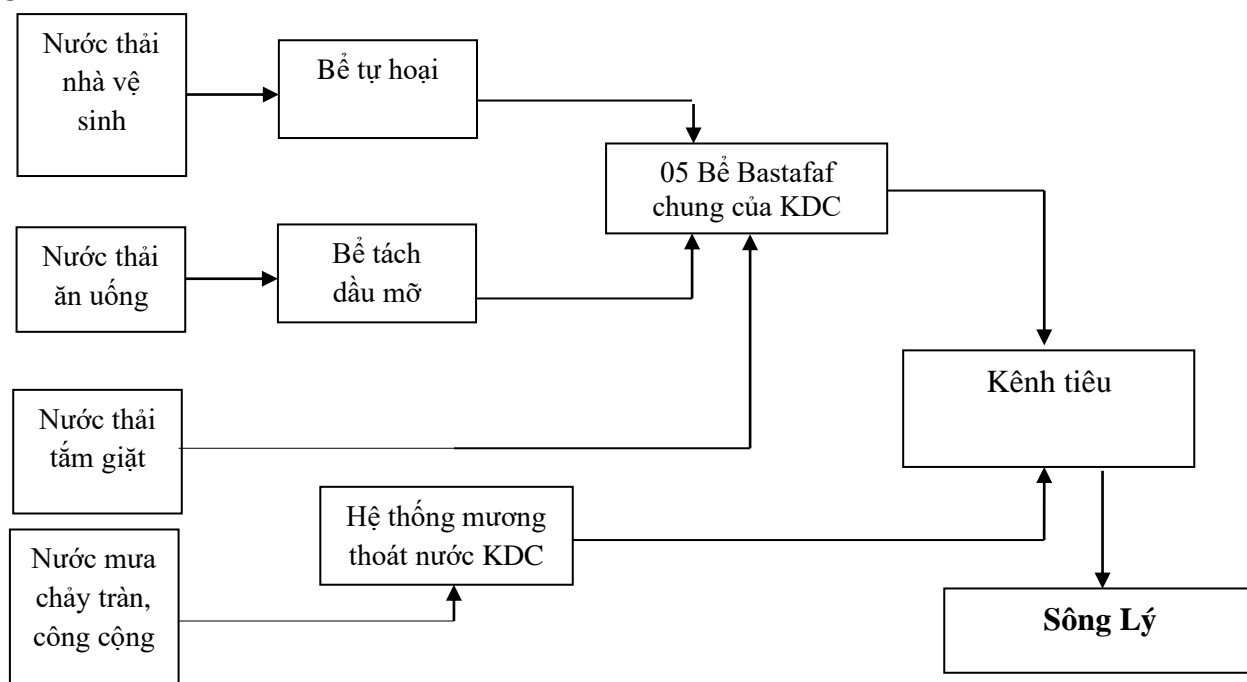 Nước thải
nhà vệ
sinh
Bể tự hoại
05 Bể Bastafaf
chung của KDC
Nước thải
ăn uống
Bể tách
dầu mỡ
Kênh tiêu
Nước thải
tắm giặt
Hệ thống mương
thoát nước KDC
Nước mưa
chảy tràn,
công cộng
Sông Lý